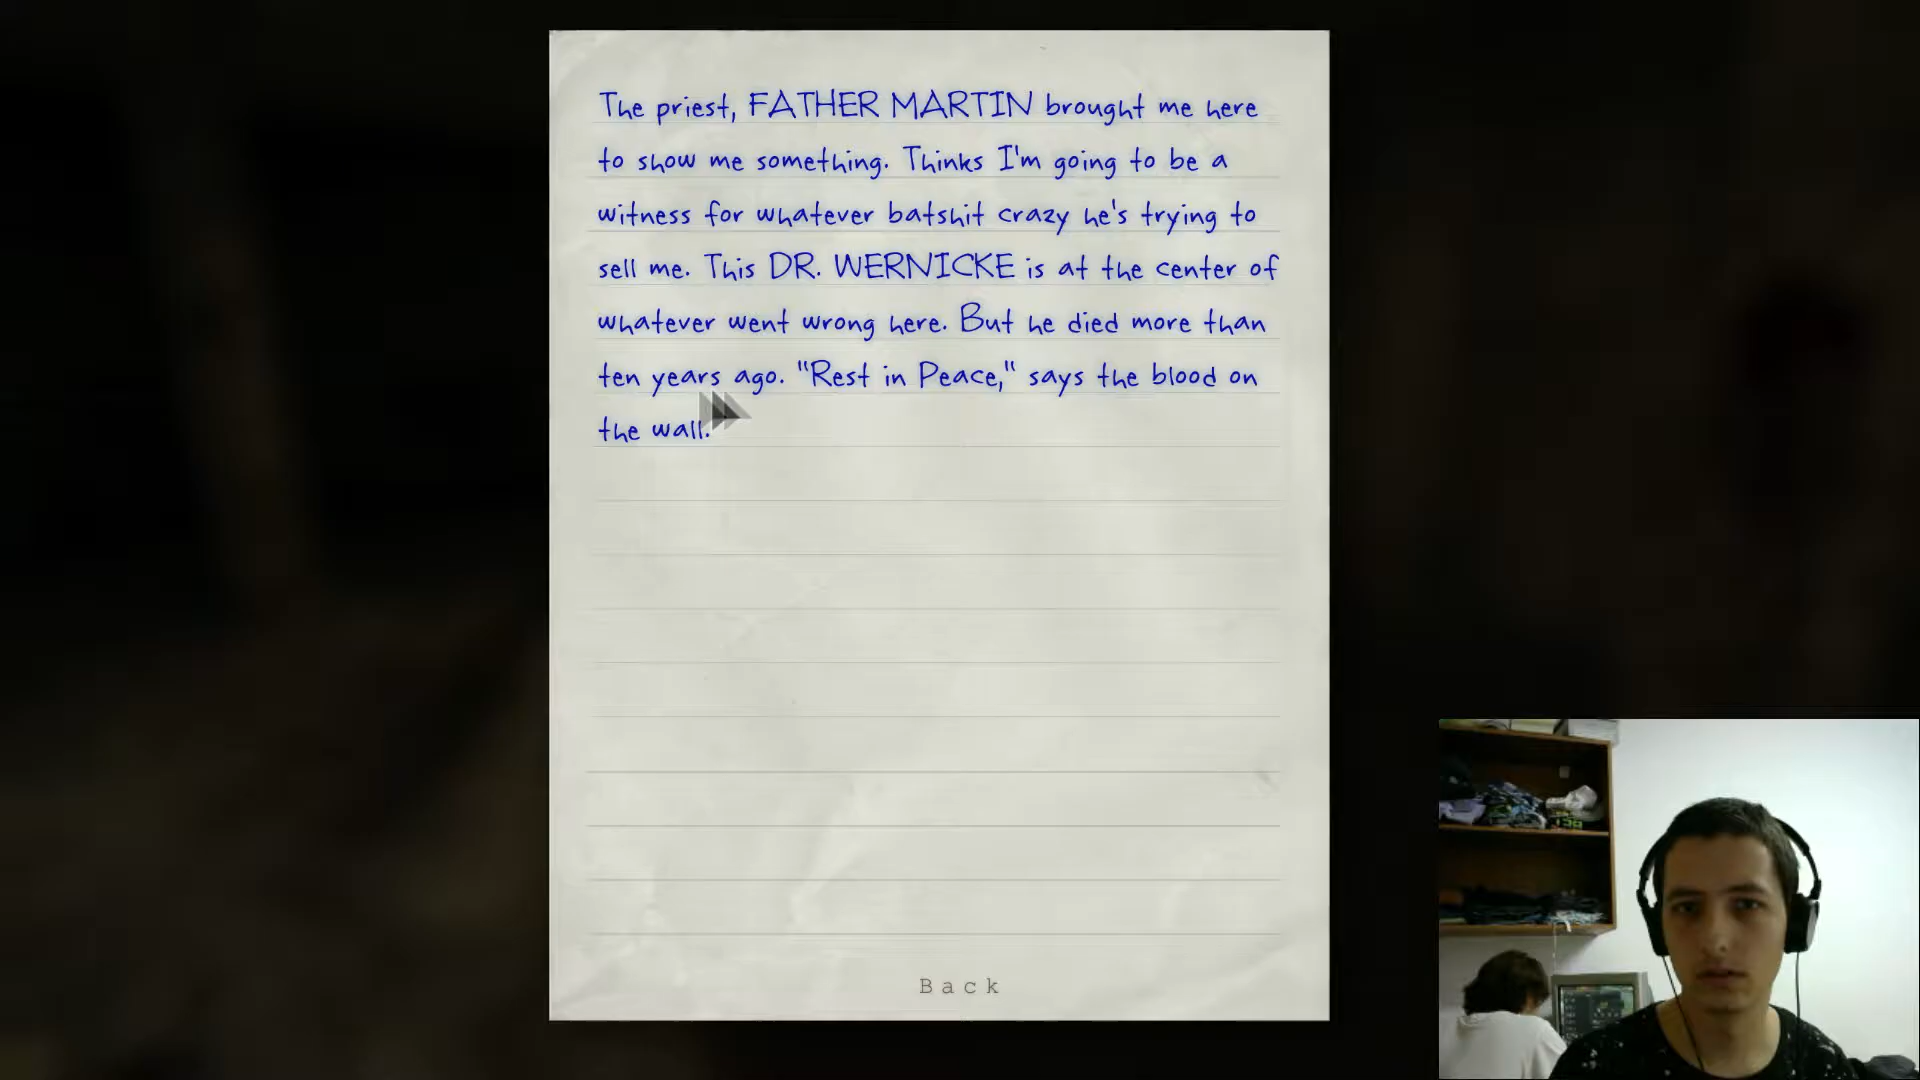 The priest, FATHER MARTIN brought me here
to show me something. Thinks I'm going to be a
witness for whatever batshit crazy he's trying to
sell me. This DR. WERNICKE is at the center of
whatever went wrong here. But he died more than
ten years ago. "Rest in Peace," says the blood on
the wall.
Back